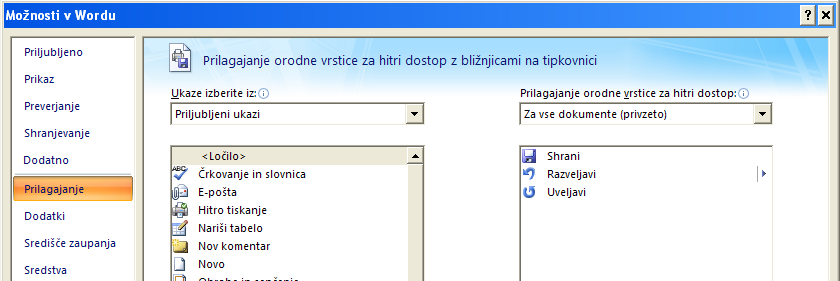 Možnosti v Wordu
Priljubljeno
Prikaz
Preverjanje
Shranjevanje
Dodatno
Prilagajanje
Dodatki
Središče zaupanja
Sredstva
Prilagajanje orodne vrstice za hitri dostop z bližnjicami na tipkovnici
Ukaze izberite iz:
Priljubljeni ukazi
<Ločilo>
Črkovanje in slovnica
E-pošta
Hitro tiskanje
Nariši tabelo
Nov komentar
Novo
Prilagajanje orodne vrstice za hitri dostop:
Za vse dokumente (privzeto)
Shrani
Razveljavi
Uveljavi